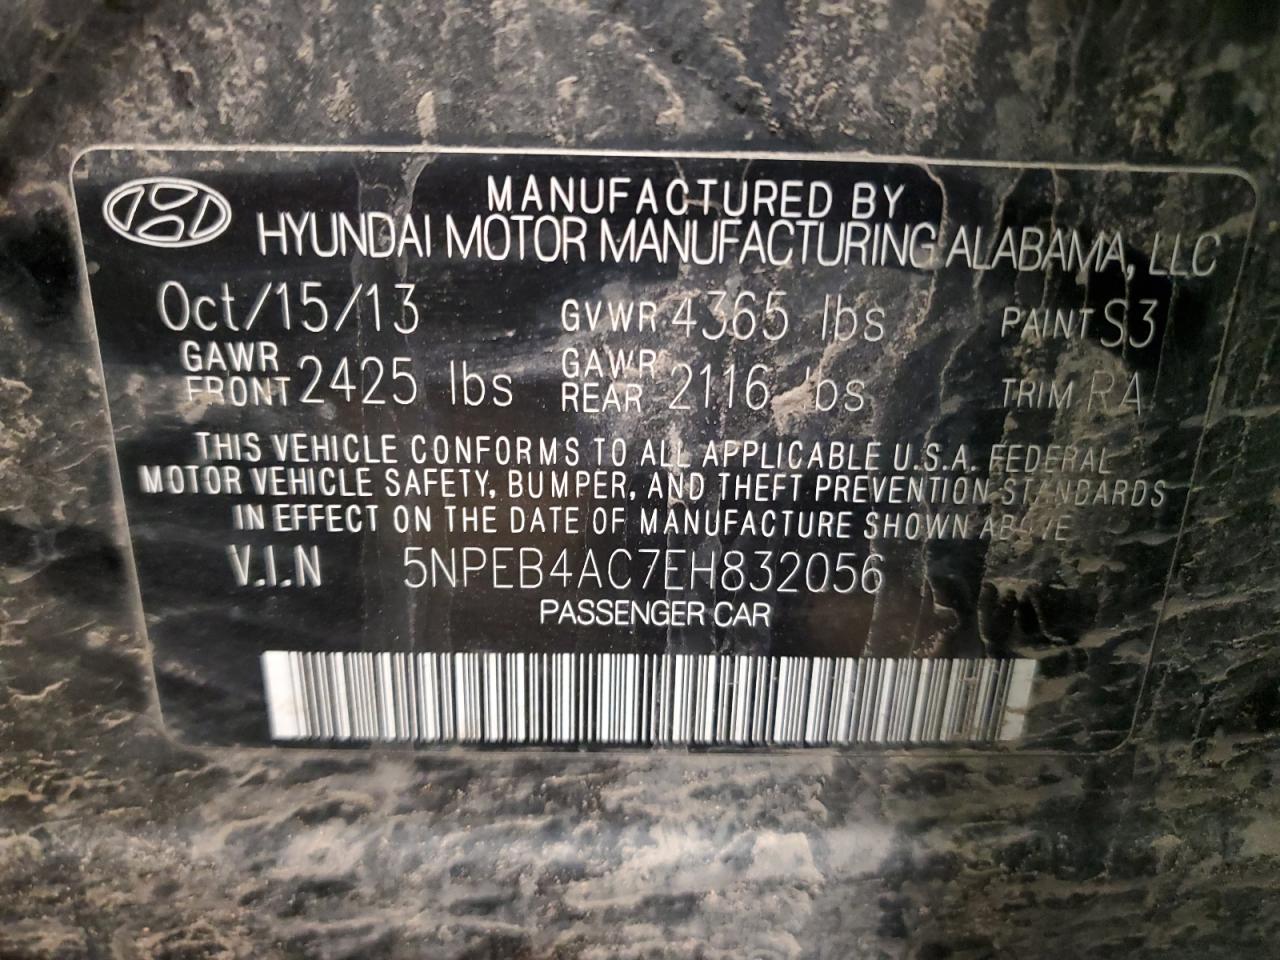 MANUFACTURED BY
HYUNDAI MOTOR MANUFACTURING ALABAMA, LLC
Oct/15/13 GVWR 4365 lbs PAINT S3
GAWR FRONT 2425 lbs GAWR REAR 2116 lbs TRIM RA
THIS VEHICLE CONFORMS TO ALL APPLICABLE U.S.A. FEDERAL
MOTOR VEHICLE SAFETY, BUMPER, AND THEFT PREVENTION STANDARDS
IN EFFECT ON THE DATE OF MANUFACTURE SHOWN ABOVE
V.I.N 5NPEB4AC7EH832056
PASSENGER CAR